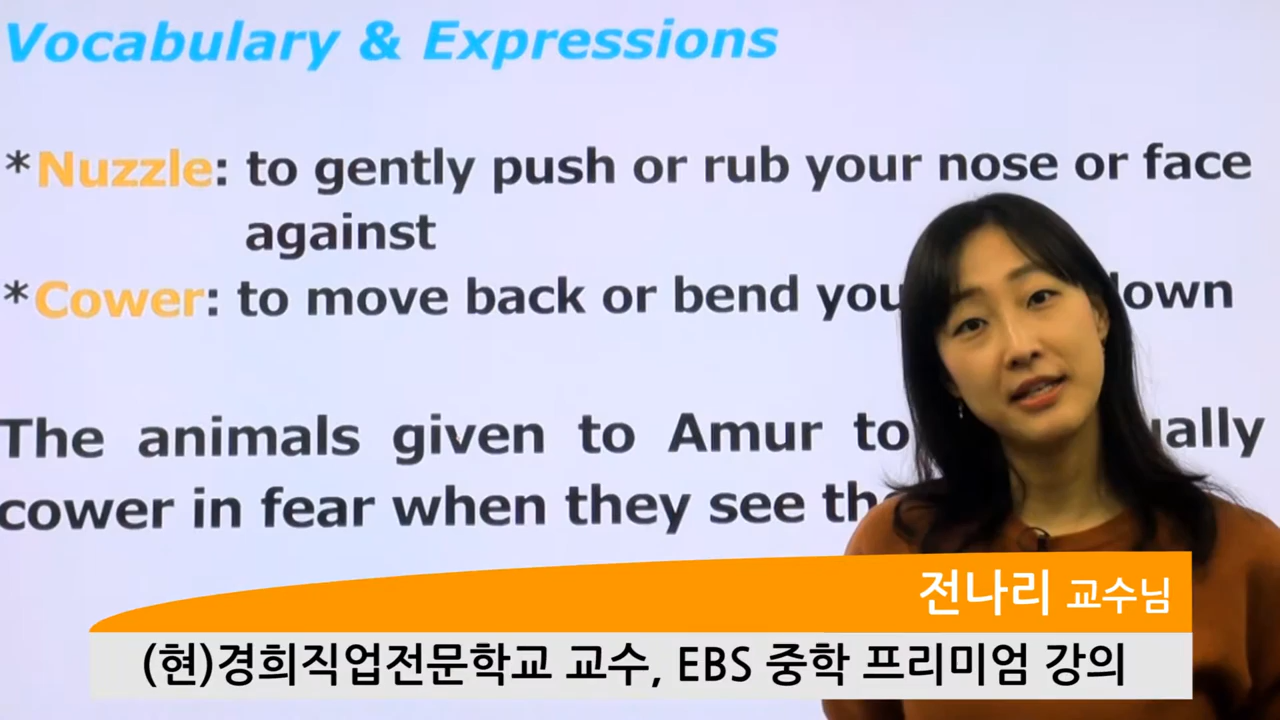 Vocabulary & Expressions
*Nuzzle: to gently push or rub your nose or face
against
*Cower: to move back or bend down
The animals given to Amur to
cower in fear when they see
전나리 교수님
(현)경희직업전문학교 교수, EBS 중학 프리미엄 강의